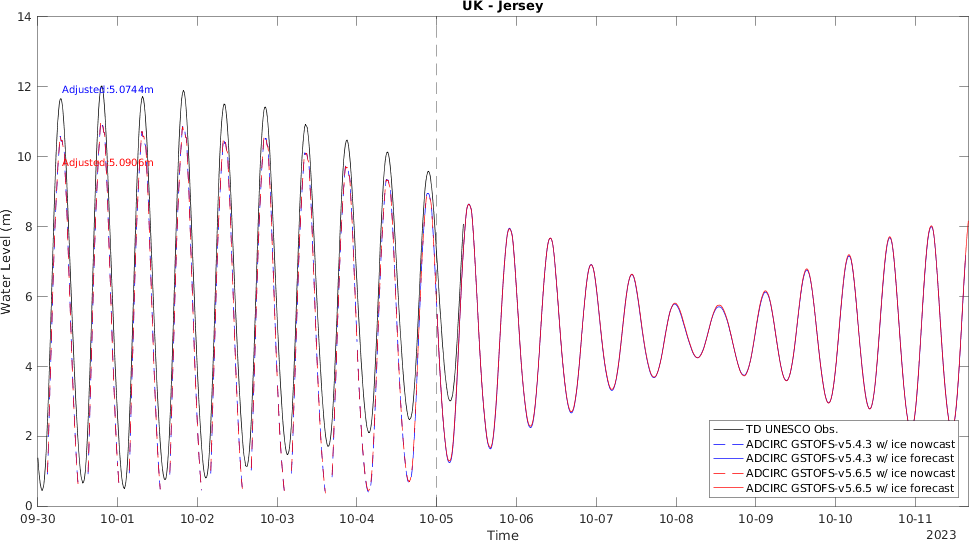 UK - Jersey
14
12
10
8
6
4
2
0
Water Level (m)
Adjusted:5.0744m
Adjusted:5.0906m
TD UNESCO Obs.
ADCIRC GSTOFS-v5.4.3 w/ ice nowcast
ADCIRC GSTOFS-v5.4.3 w/ ice forecast
ADCIRC GSTOFS-v5.6.5 w/ ice nowcast
ADCIRC GSTOFS-v5.6.5 w/ ice forecast
09-30 10-01 10-02 10-03 10-04 10-05 10-06 10-07 10-08 10-09 10-10 10-11
Time
2023